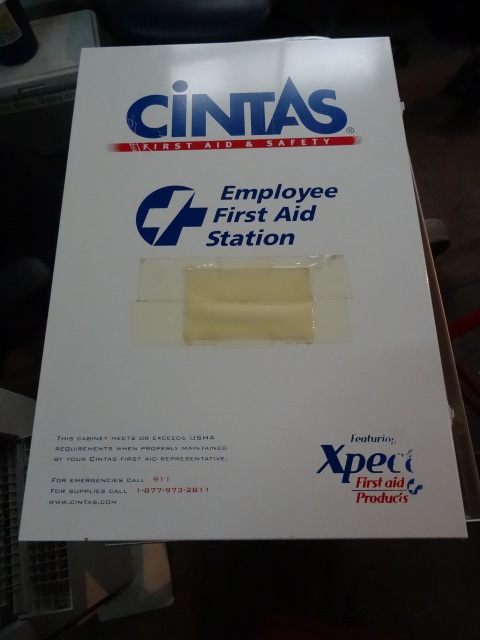 CiNTAS®
FIRST AID & SAFETY
Employee
First Aid
Station
THIS CABINET MEETS OR EXCEEDS OSHA
REQUIREMENTS WHEN PROPERLY MAINTAINED
BY YOUR CINTAS FIRST AID REPRESENTATIVE.
FOR EMERGENCIES CALL 911
FOR SUPPLIES CALL 1-877-973-2811
WWW.CINTAS.COM
Featuring
Xpect
First aid
Products